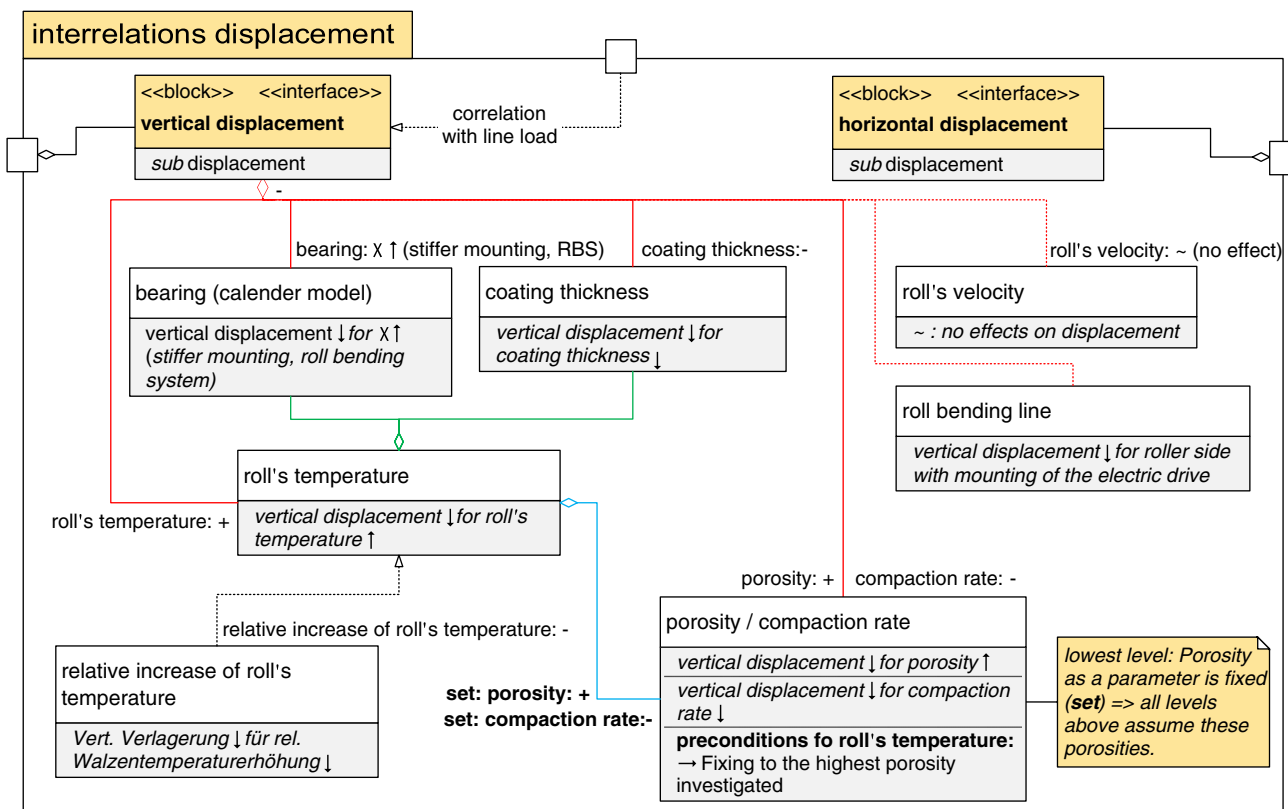 interrelations displacement
<<block>> <<interface>>
vertical displacement
sub displacement
correlation
with line load
<<block>> <<interface>>
horizontal displacement
sub displacement
-
bearing: X ↑ (stiffer mounting, RBS)
coating thickness:-
roll's velocity: ~ (no effect)
bearing (calender model)
vertical displacement ↓ for X ↑
(stiffer mounting, roll bending
system)
coating thickness
vertical displacement ↓ for
coating thickness ↓
roll's velocity
~ : no effects on displacement
roll bending line
vertical displacement ↓ for roller side
with mounting of the electric drive
roll's temperature
vertical displacement ↓ for roll's
temperature ↑
roll's temperature: +
porosity: +
compaction rate: -
relative increase of roll's temperature: -
relative increase of roll's
temperature
Vert. Verlagerung ↓ für rel.
Walzentemperaturerhöhung ↓
set: porosity: +
set: compaction rate:-
porosity / compaction rate
vertical displacement ↓ for porosity ↑
vertical displacement ↓ for compaction
rate ↓
preconditions fo roll's temperature:
→ Fixing to the highest porosity
investigated
lowest level: Porosity
as a parameter is fixed
(set) => all levels
above assume these
porosities.